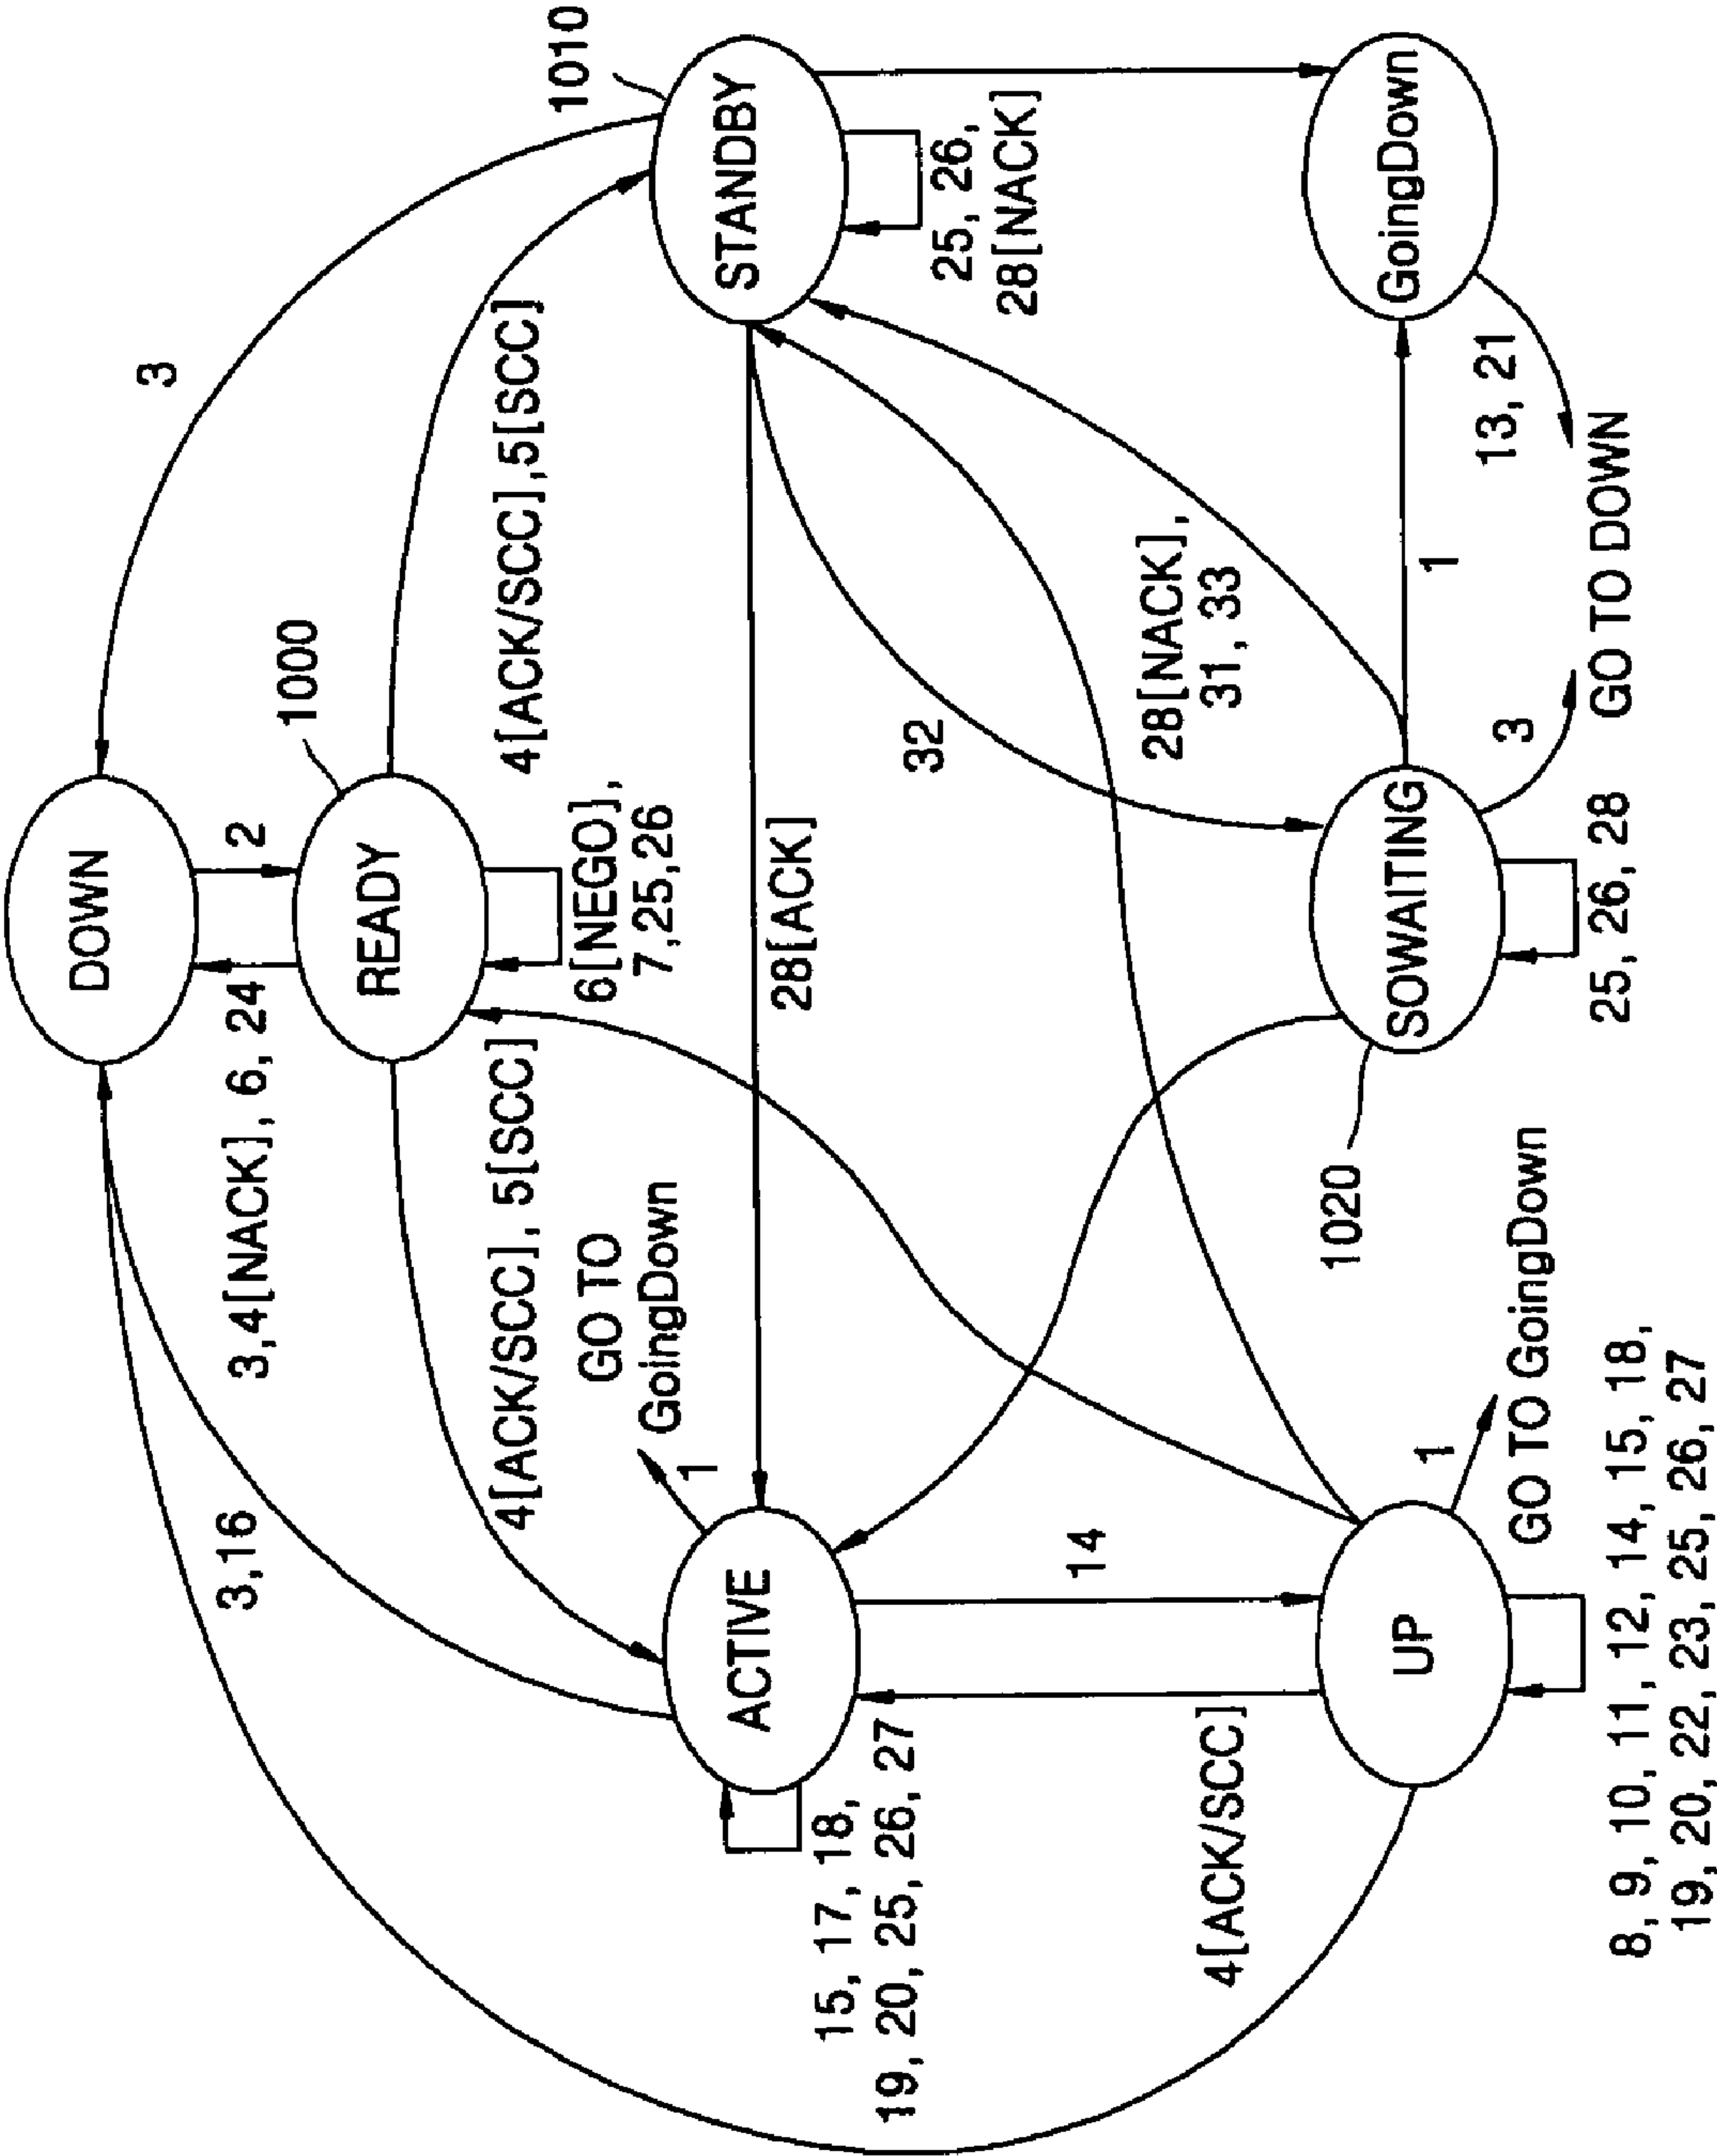 DOWN
3
2
3,4[NACK], 6, 24
1000
READY
3,16
6[NEGO],
7,25,26
4[ACK/SCC], 5[SCC]
4[ACK/SCC],5[SCC]
1010
GO TO
GoingDown
1
ACTIVE
28[ACK]
STANDBY
15, 17, 18,
19, 20, 25, 26, 27
32
25, 26,
28[NACK]
14
4[ACK/SCC]
28[NACK],
31, 33
1020
SOWAITING
1
GoingDown
UP
1
GO TO GoingDown
3
13, 21
25, 26, 28
GO TO DOWN
8, 9, 10, 11, 12, 14, 15, 18,
19, 20, 22, 23, 25, 26, 27